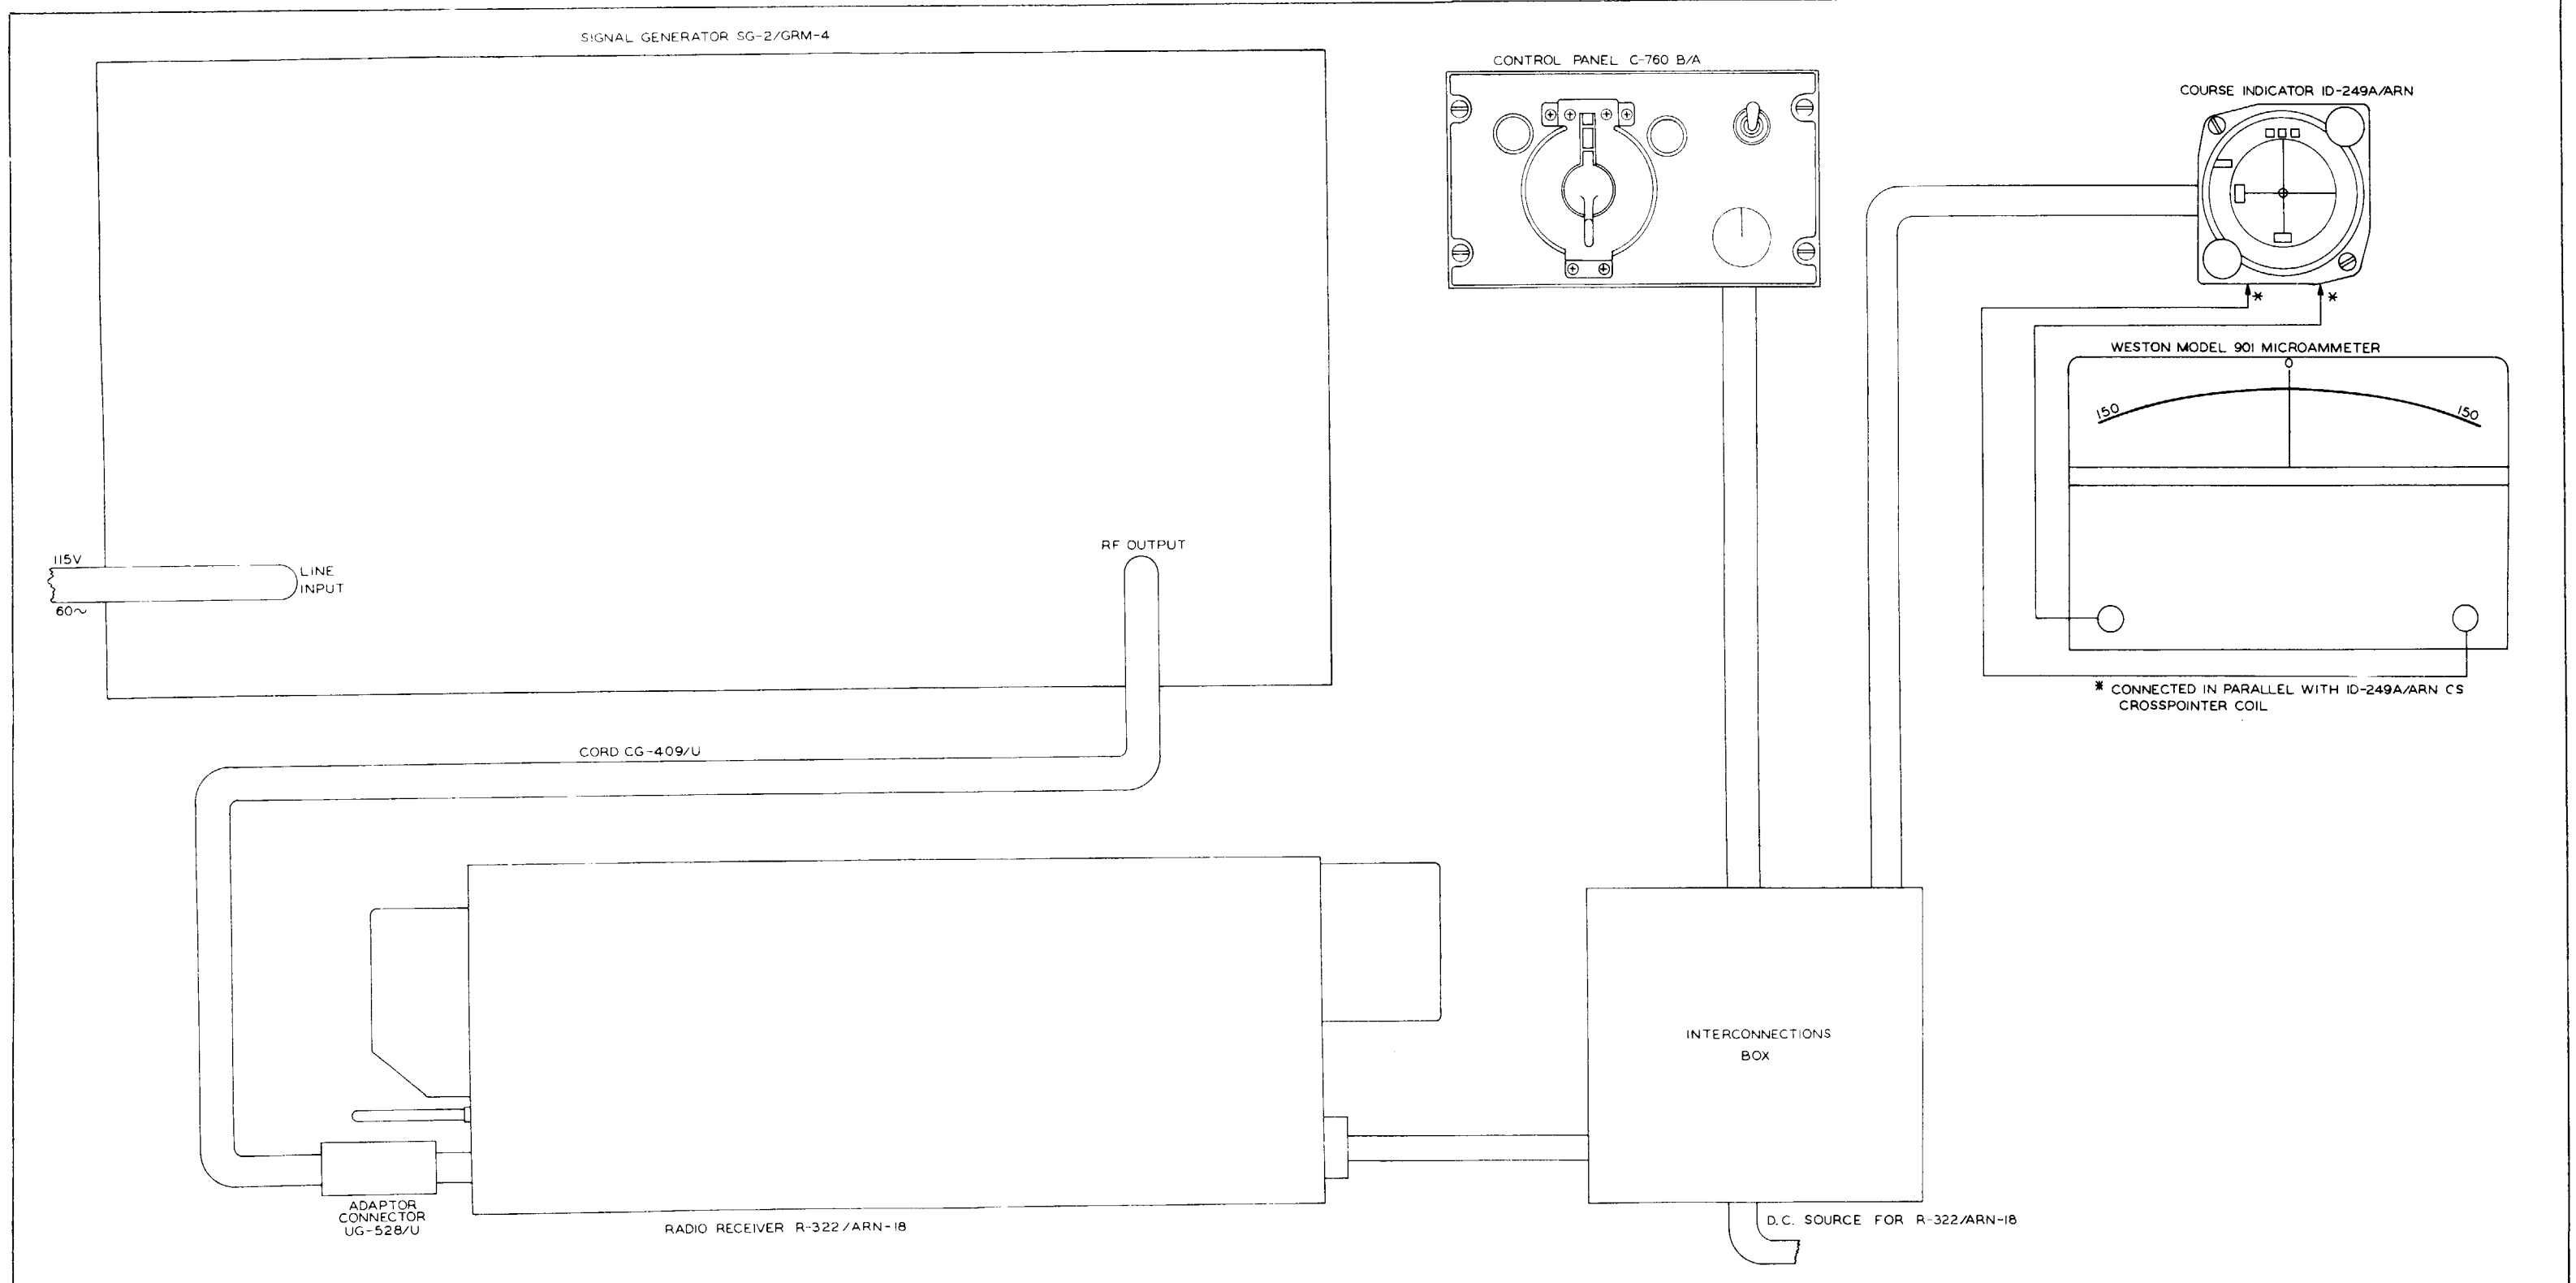 SIGNAL GENERATOR SG-2/GRM-4
CONTROL PANEL C-760 B/A
COURSE INDICATOR ID-249A/ARN
*
*
WESTON MODEL 901 MICROAMMETER
0
150
150
115V
60~
LINE
INPUT
RF OUTPUT
* CONNECTED IN PARALLEL WITH ID-249A/ARN CS
CROSSPOINTER COIL
CORD CG-409/U
INTERCONNECTIONS
BOX
ADAPTOR
CONNECTOR
UG-528/U
RADIO RECEIVER R-322/ARN-18
D.C. SOURCE FOR R-322/ARN-18